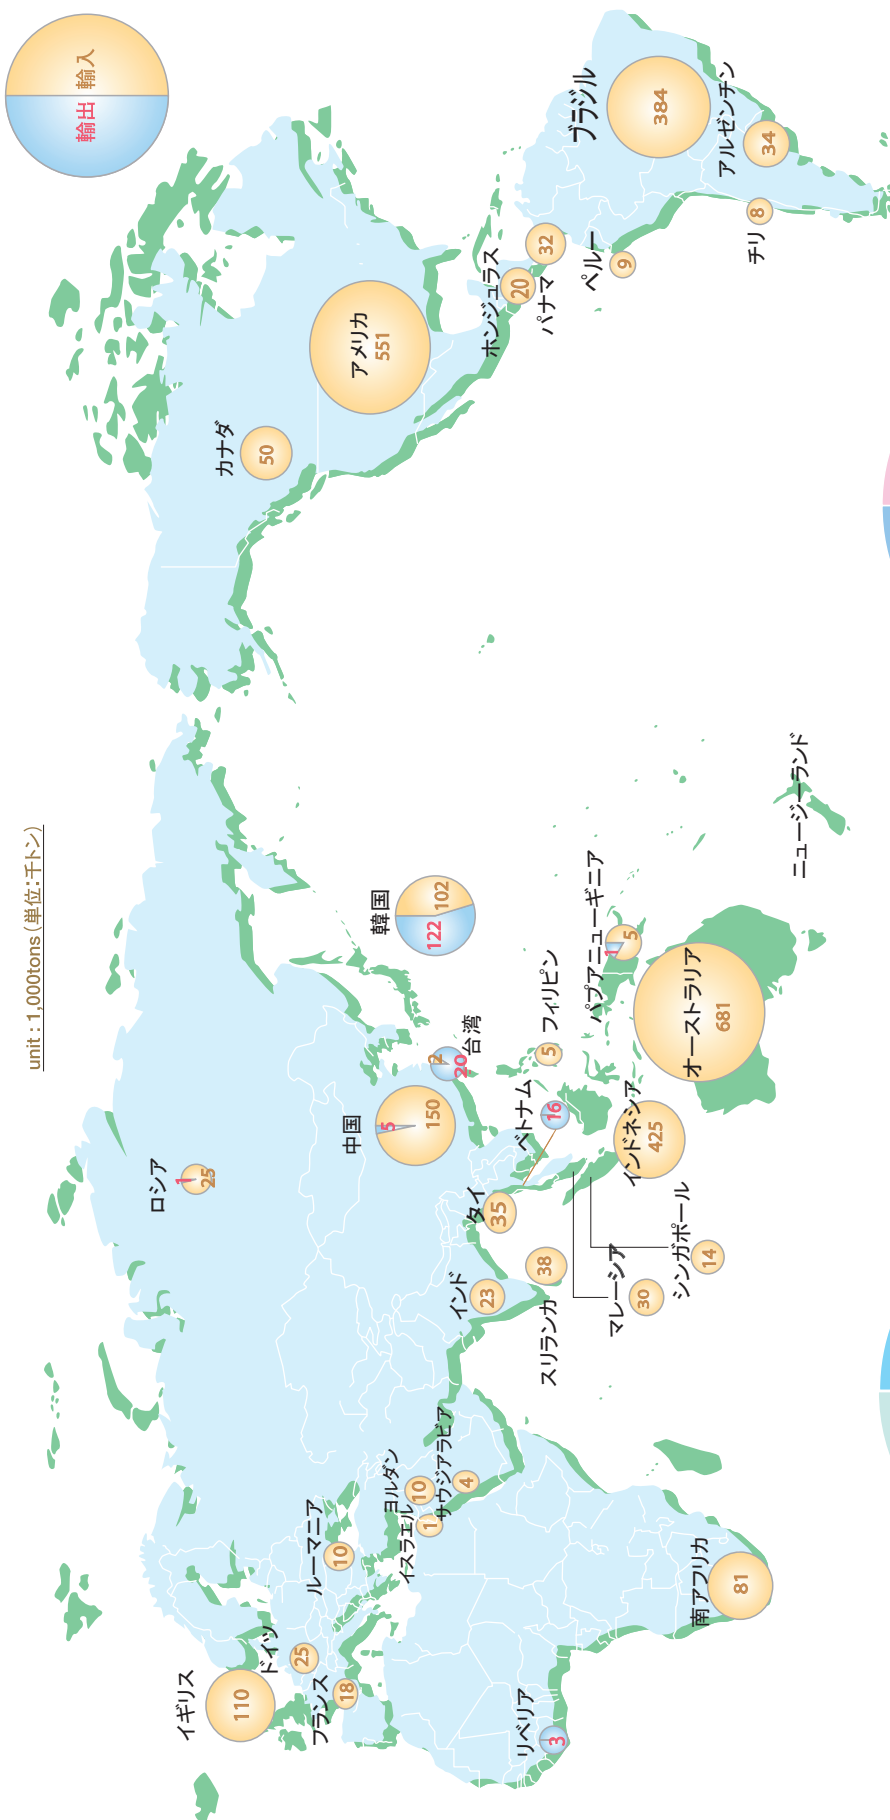 輸出 輸入
unit : 1,000tons (単位:千トン)
イギリス
110
ドイツ
25
フランス
18
ルーマニア
10
イスラエル
1
ヨルダン
10
サウジアラビア
4
リベリア
3
南アフリカ
81
ロシア
1
25
中国
5
150
韓国
122
102
台湾
2
20
インド
23
スリランカ
38
タイ
35
ベトナム
16
フィリピン
5
マレーシア
30
シンガポール
14
インドネシア
425
パプアニューギニア
1
5
オーストラリア
681
ニュージーランド
カナダ
50
アメリカ
551
ホンジュラス
20
パナマ
32
ペルー
9
ブラジル
384
アルゼンチン
34
チリ
8